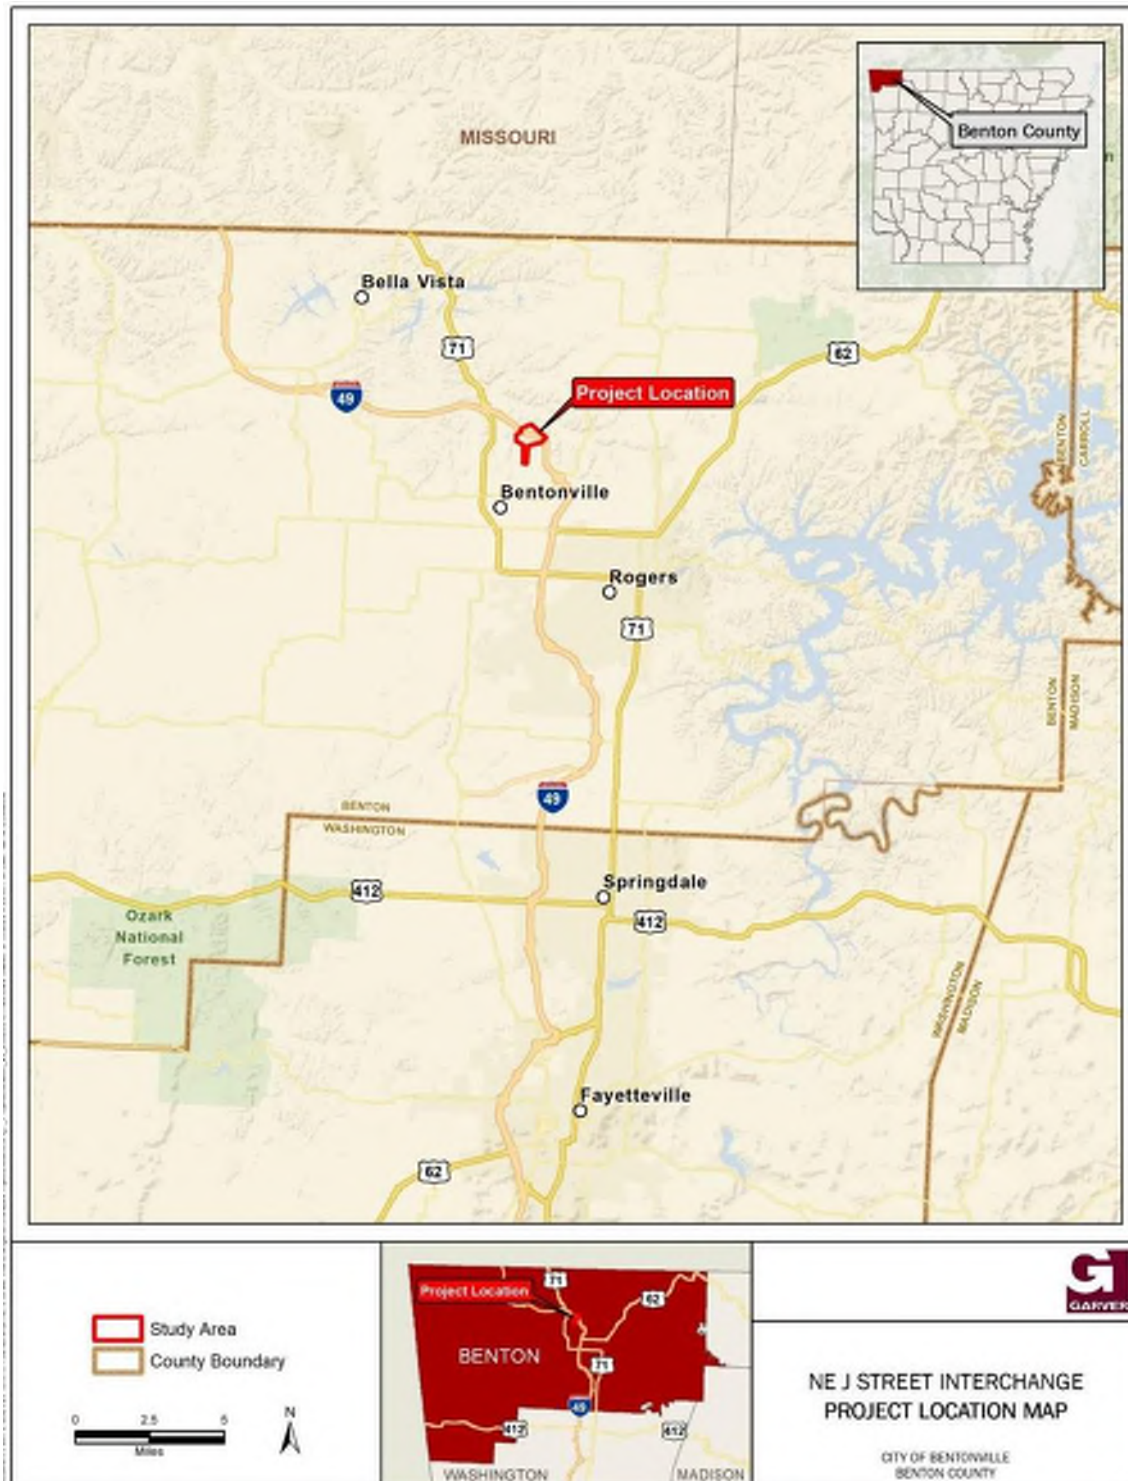 MISSOURI
Benton County
Bella Vista
71
62
49
Project Location
Bentonville
BENTON
CARROLL
Rogers
71
BENTON
MADISON
49
BENTON
WASHINGTON
Springdale
412
412
Ozark
National
Forest
WASHINGTON
MADISON
Fayetteville
62
Study Area
County Boundary
0 2.5 5
Miles
N
71
Project Location
62
BENTON
71
49
412
412
WASHINGTON
MADISON
GARVER
NE J STREET INTERCHANGE
PROJECT LOCATION MAP
CITY OF BENTONVILLE
BENTON COUNTY